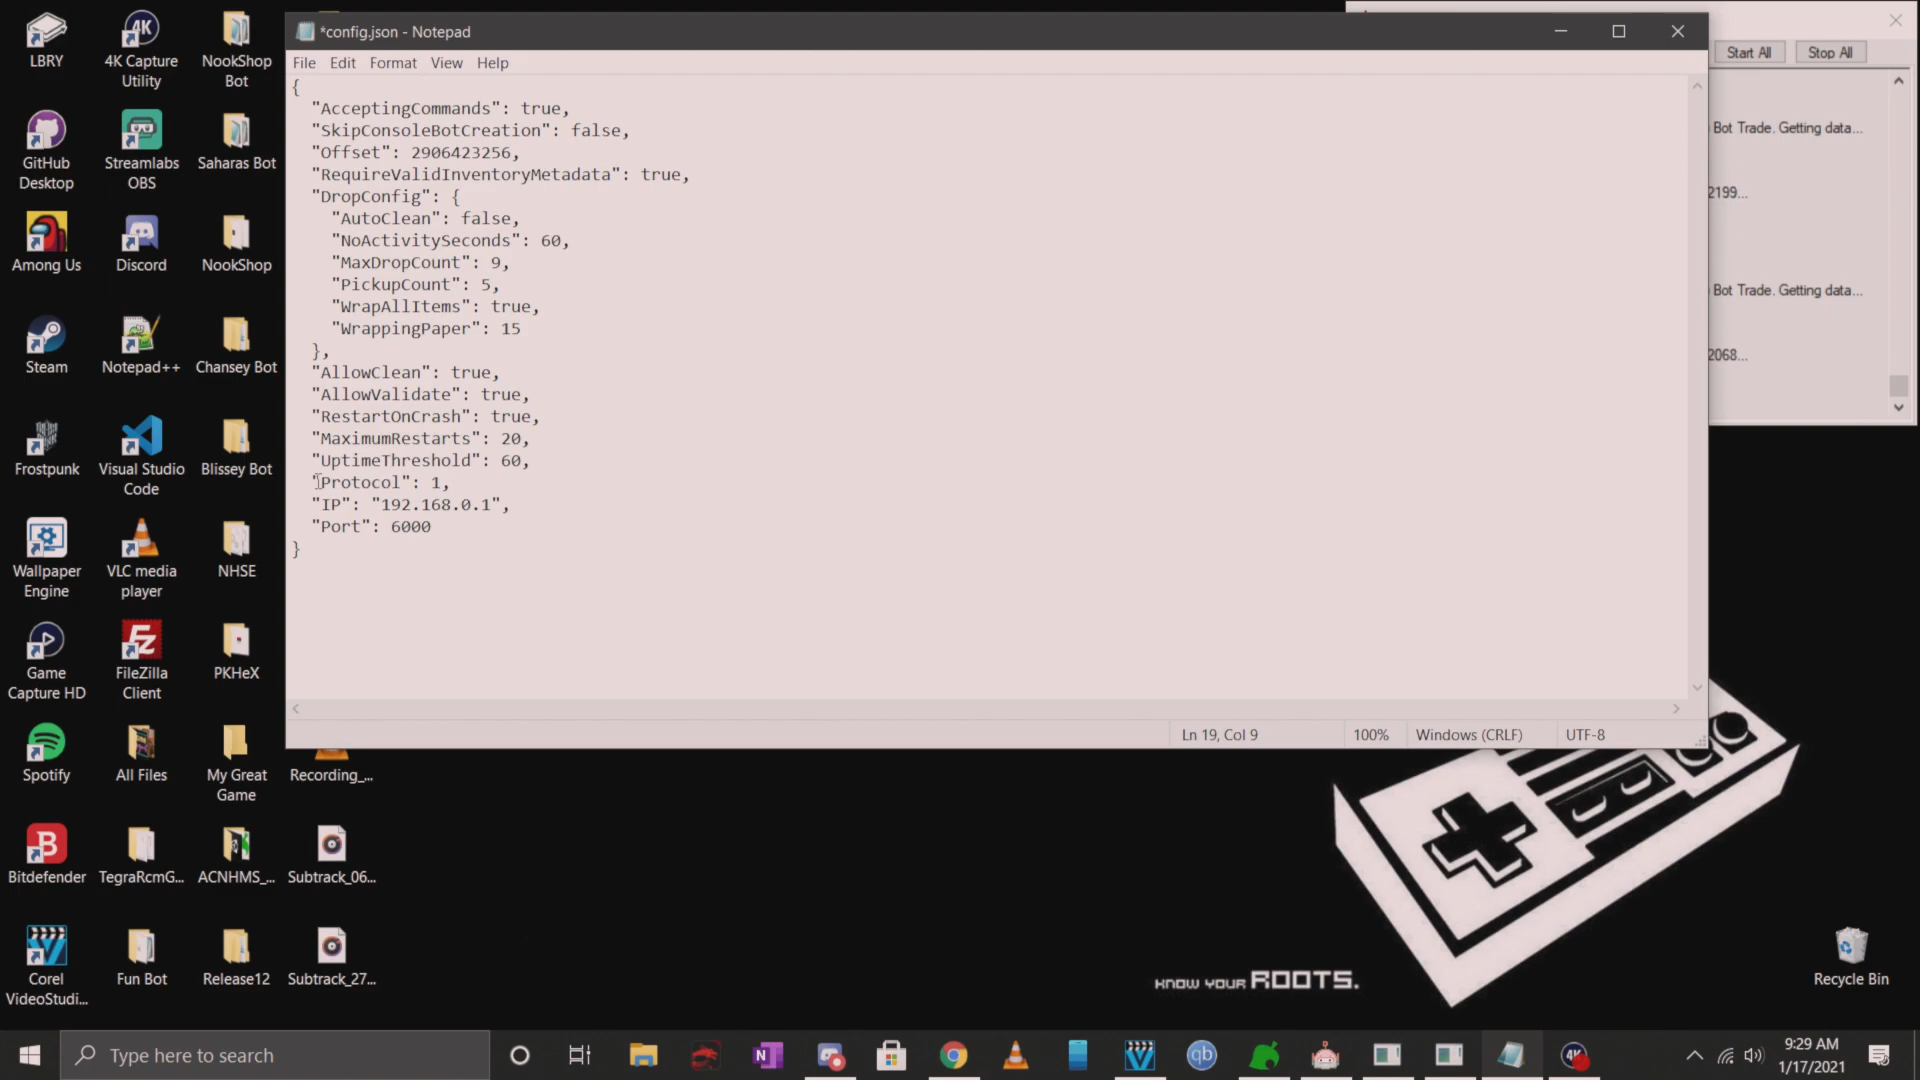 *config.json - Notepad
File Edit Format View Help
{
"AcceptingCommands": true,
"SkipConsoleBotCreation": false,
"Offset": 2906423256,
"RequireValidInventoryMetadata": true,
"DropConfig": {
"AutoClean": false,
"NoActivitySeconds": 60,
"MaxDropCount": 9,
"PickupCount": 5,
"WrapAllItems": true,
"WrappingPaper": 15
},
"AllowClean": true,
"AllowValidate": true,
"RestartOnCrash": true,
"MaximumRestarts": 20,
"UptimeThreshold": 60,
"Protocol": 1,
"IP": "192.168.0.1",
"Port": 6000
}
Ln 19, Col 9
100%
Windows (CRLF)
UTF-8
Start All
Stop All
Bot Trade. Getting data...
2199...
Bot Trade. Getting data...
2068...
LBRY
4K Capture
Utility
NookShop
Bot
GitHub
Desktop
Streamlabs
OBS
Saharas Bot
Among Us
Discord
NookShop
Steam
Notepad++
Chansey Bot
Frostpunk
Visual Studio
Code
Blissey Bot
Wallpaper
Engine
VLC media
player
NHSE
Game
Capture HD
FileZilla
Client
PKHeX
Spotify
All Files
My Great
Game
Recording_...
Bitdefender
TegraRcmG...
ACNHMS_...
Subtrack_06...
Corel
VideoStudi...
Fun Bot
Release12
Subtrack_27...
KNOW YOUR ROOTS.
Recycle Bin
Type here to search
9:29 AM
1/17/2021